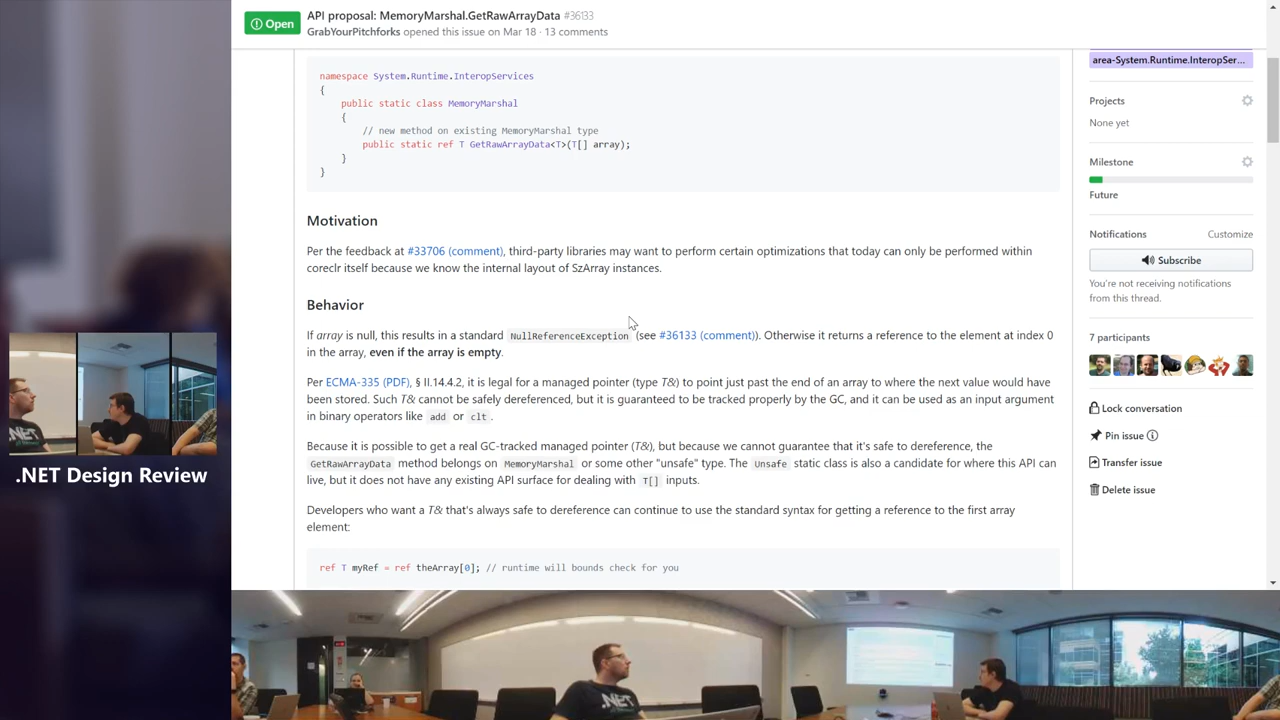 Open
API proposal: MemoryMarshal.GetRawArrayData #36133
GrabYourPitchforks opened this issue on Mar 18 · 13 comments
namespace System.Runtime.InteropServices
{
public static class MemoryMarshal
{
// new method on existing MemoryMarshal type
public static ref T GetRawArrayData<T>(T[] array);
}
}
Motivation
Per the feedback at #33706 (comment), third-party libraries may want to perform certain optimizations that today can only be performed within
coreclr itself because we know the internal layout of SzArray instances.
Behavior
If array is null, this results in a standard NullReferenceException (see #36133 (comment)). Otherwise it returns a reference to the element at index 0
in the array, even if the array is empty.
Per ECMA-335 (PDF), § II.14.4.2, it is legal for a managed pointer (type T&) to point just past the end of an array to where the next value would have
been stored. Such T& cannot be safely dereferenced, but it is guaranteed to be tracked properly by the GC, and it can be used as an input argument
in binary operators like add or clt.
Because it is possible to get a real GC-tracked managed pointer (T&), but because we cannot guarantee that it's safe to dereference, the
GetRawArrayData method belongs on MemoryMarshal or some other "unsafe" type. The Unsafe static class is also a candidate for where this API can
live, but it does not have any existing API surface for dealing with T[] inputs.
Developers who want a T& that's always safe to dereference can continue to use the standard syntax for getting a reference to the first array
element:
ref T myRef = ref theArray[0]; // runtime will bounds check for you
area-System.Runtime.InteropSer...
Projects
None yet
Milestone
Future
Notifications
Customize
Subscribe
You're not receiving notifications
from this thread.
7 participants
Lock conversation
Pin issue
Transfer issue
Delete issue
.NET Design Review
.NET